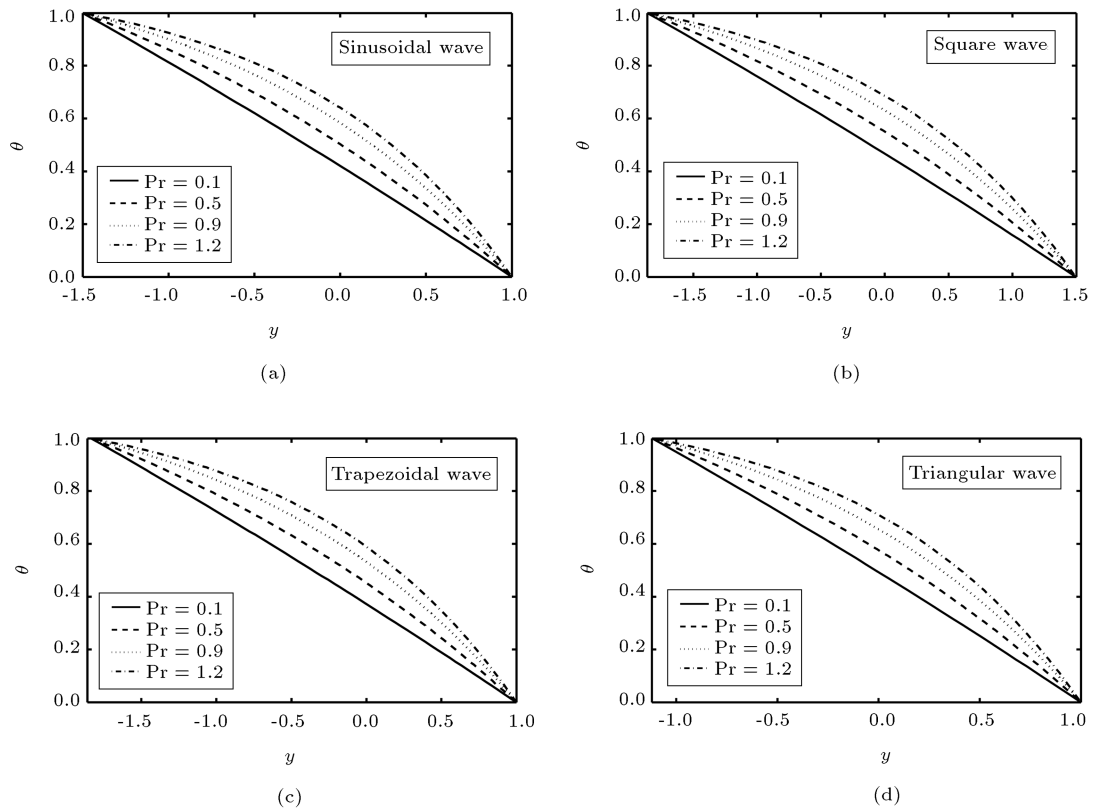 1.0
Sinusoidal wave
0.8
0.6
θ
0.4
Pr = 0.1
Pr = 0.5
0.2
Pr = 0.9
Pr = 1.2
0.0
-1.5 -1.0 -0.5 0.0 0.5 1.0
y
(a)
1.0
Square wave
0.8
0.6
θ
0.4
Pr = 0.1
Pr = 0.5
0.2
Pr = 0.9
Pr = 1.2
0.0
-1.5 -1.0 -0.5 0.0 0.5 1.0 1.5
y
(b)
1.0
Trapezoidal wave
0.8
0.6
θ
0.4
Pr = 0.1
Pr = 0.5
0.2
Pr = 0.9
Pr = 1.2
0.0
-1.5 -1.0 -0.5 0.0 0.5 1.0
y
(c)
1.0
Triangular wave
0.8
0.6
θ
0.4
Pr = 0.1
Pr = 0.5
0.2
Pr = 0.9
Pr = 1.2
0.0
-1.0 -0.5 0.0 0.5 1.0
y
(d)